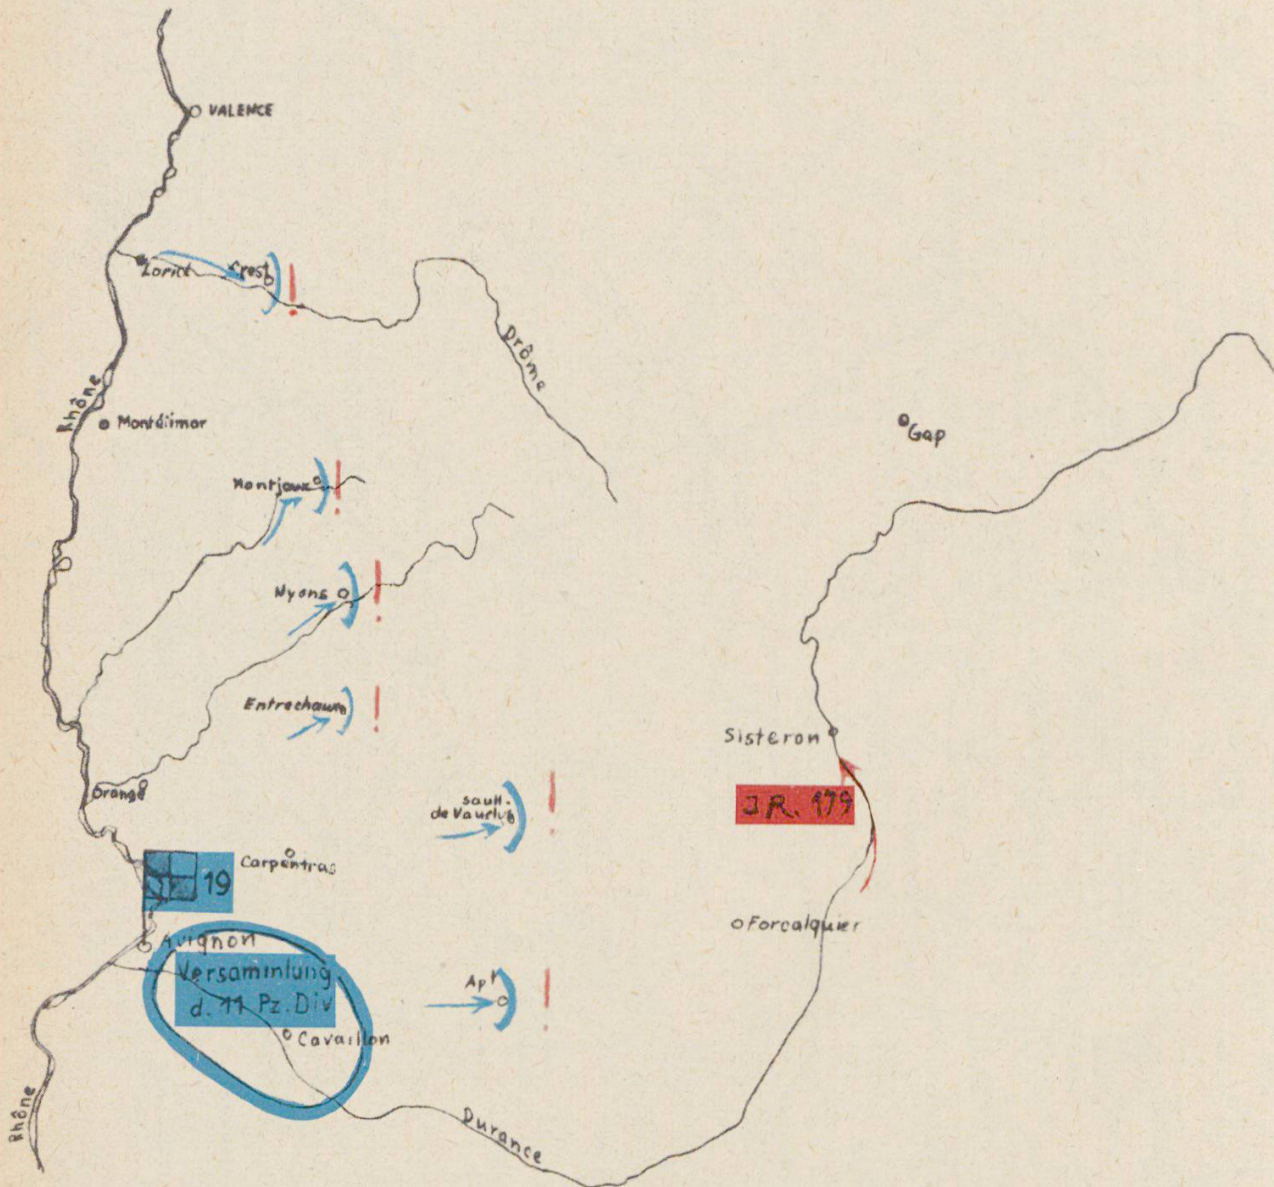 VALENCE
Loriol
Crest
Drôme
Rhône
Montélimar
Gap
Montjoux
Nyons
Entrechaux
Sisteron
Orange
Sault-
de Vaucluse
J.R. 179
Carpentras
19
Forcalquier
Avignon
Versammlung
d. 11 Pz. Div
Apt
Cavaillon
Rhône
Durance